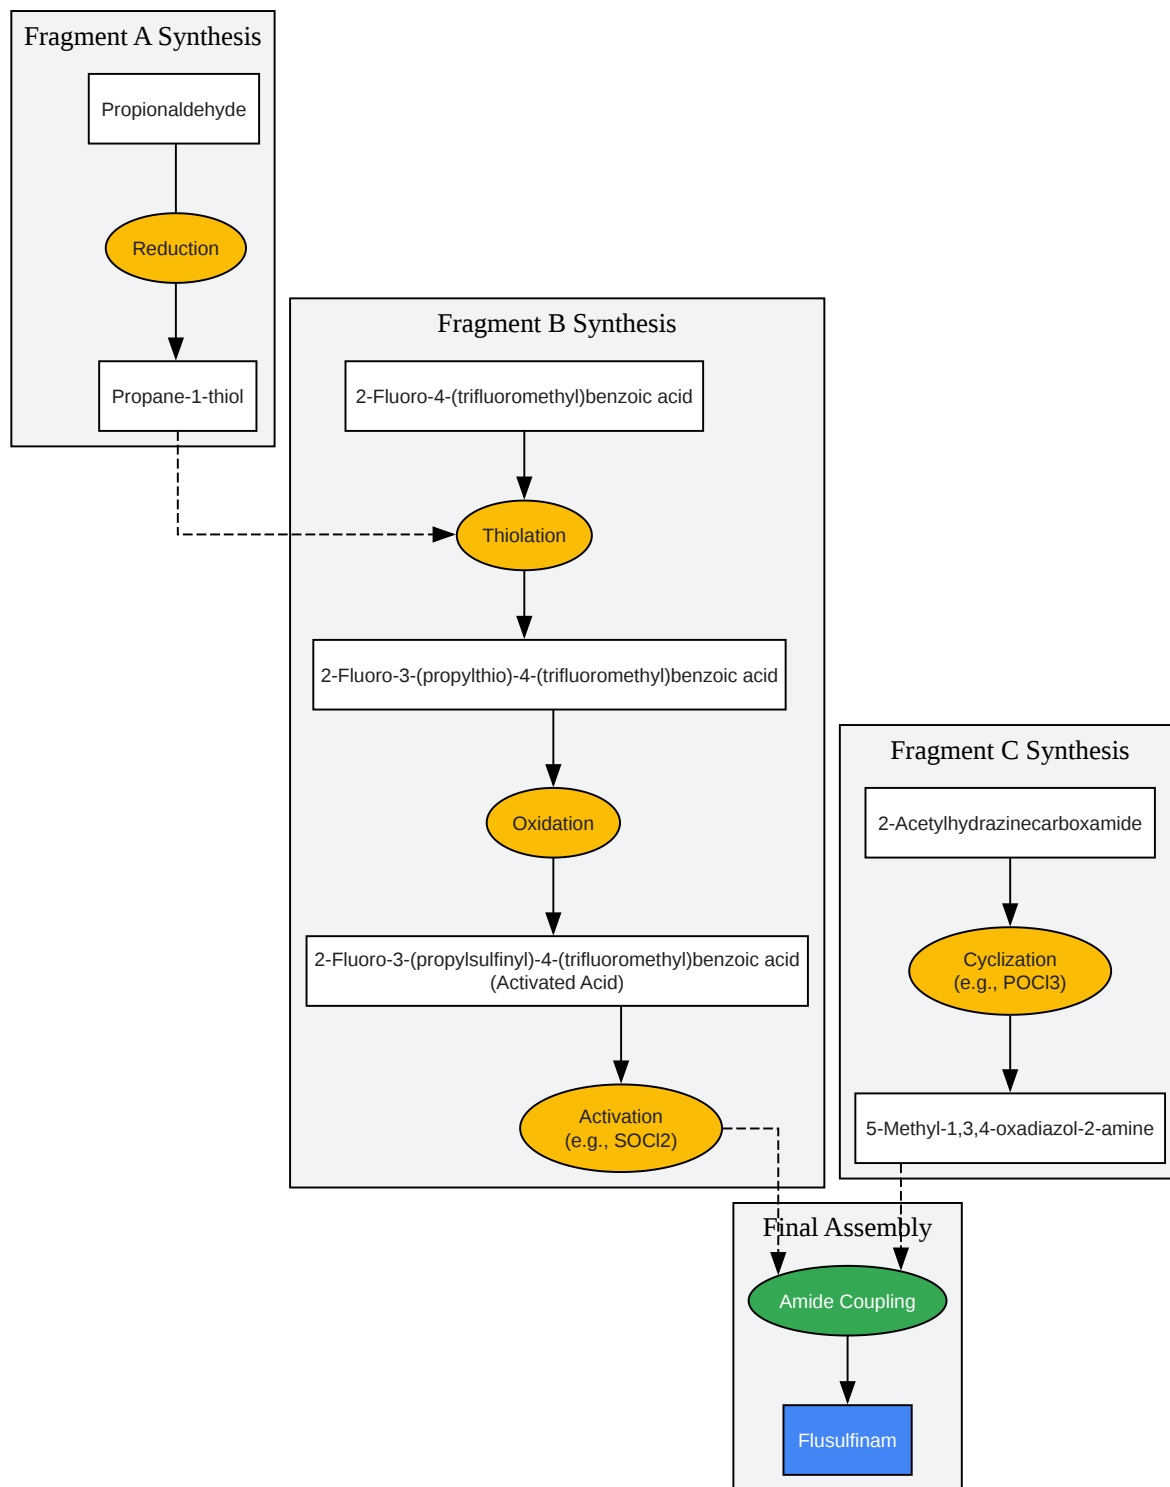 Fragment A Synthesis
Propionaldehyde
Reduction
Propane-1-thiol
Fragment B Synthesis
2-Fluoro-4-(trifluoromethyl)benzoic acid
Thiolation
2-Fluoro-3-(propylthio)-4-(trifluoromethyl)benzoic acid
Oxidation
2-Fluoro-3-(propylsulfinyl)-4-(trifluoromethyl)benzoic acid
(Activated Acid)
Activation
(e.g., SOCl2)
Fragment C Synthesis
2-Acetylhydrazinecarboxamide
Cyclization
(e.g., POCl3)
5-Methyl-1,3,4-oxadiazol-2-amine
Final Assembly
Amide Coupling
Flusulfinam